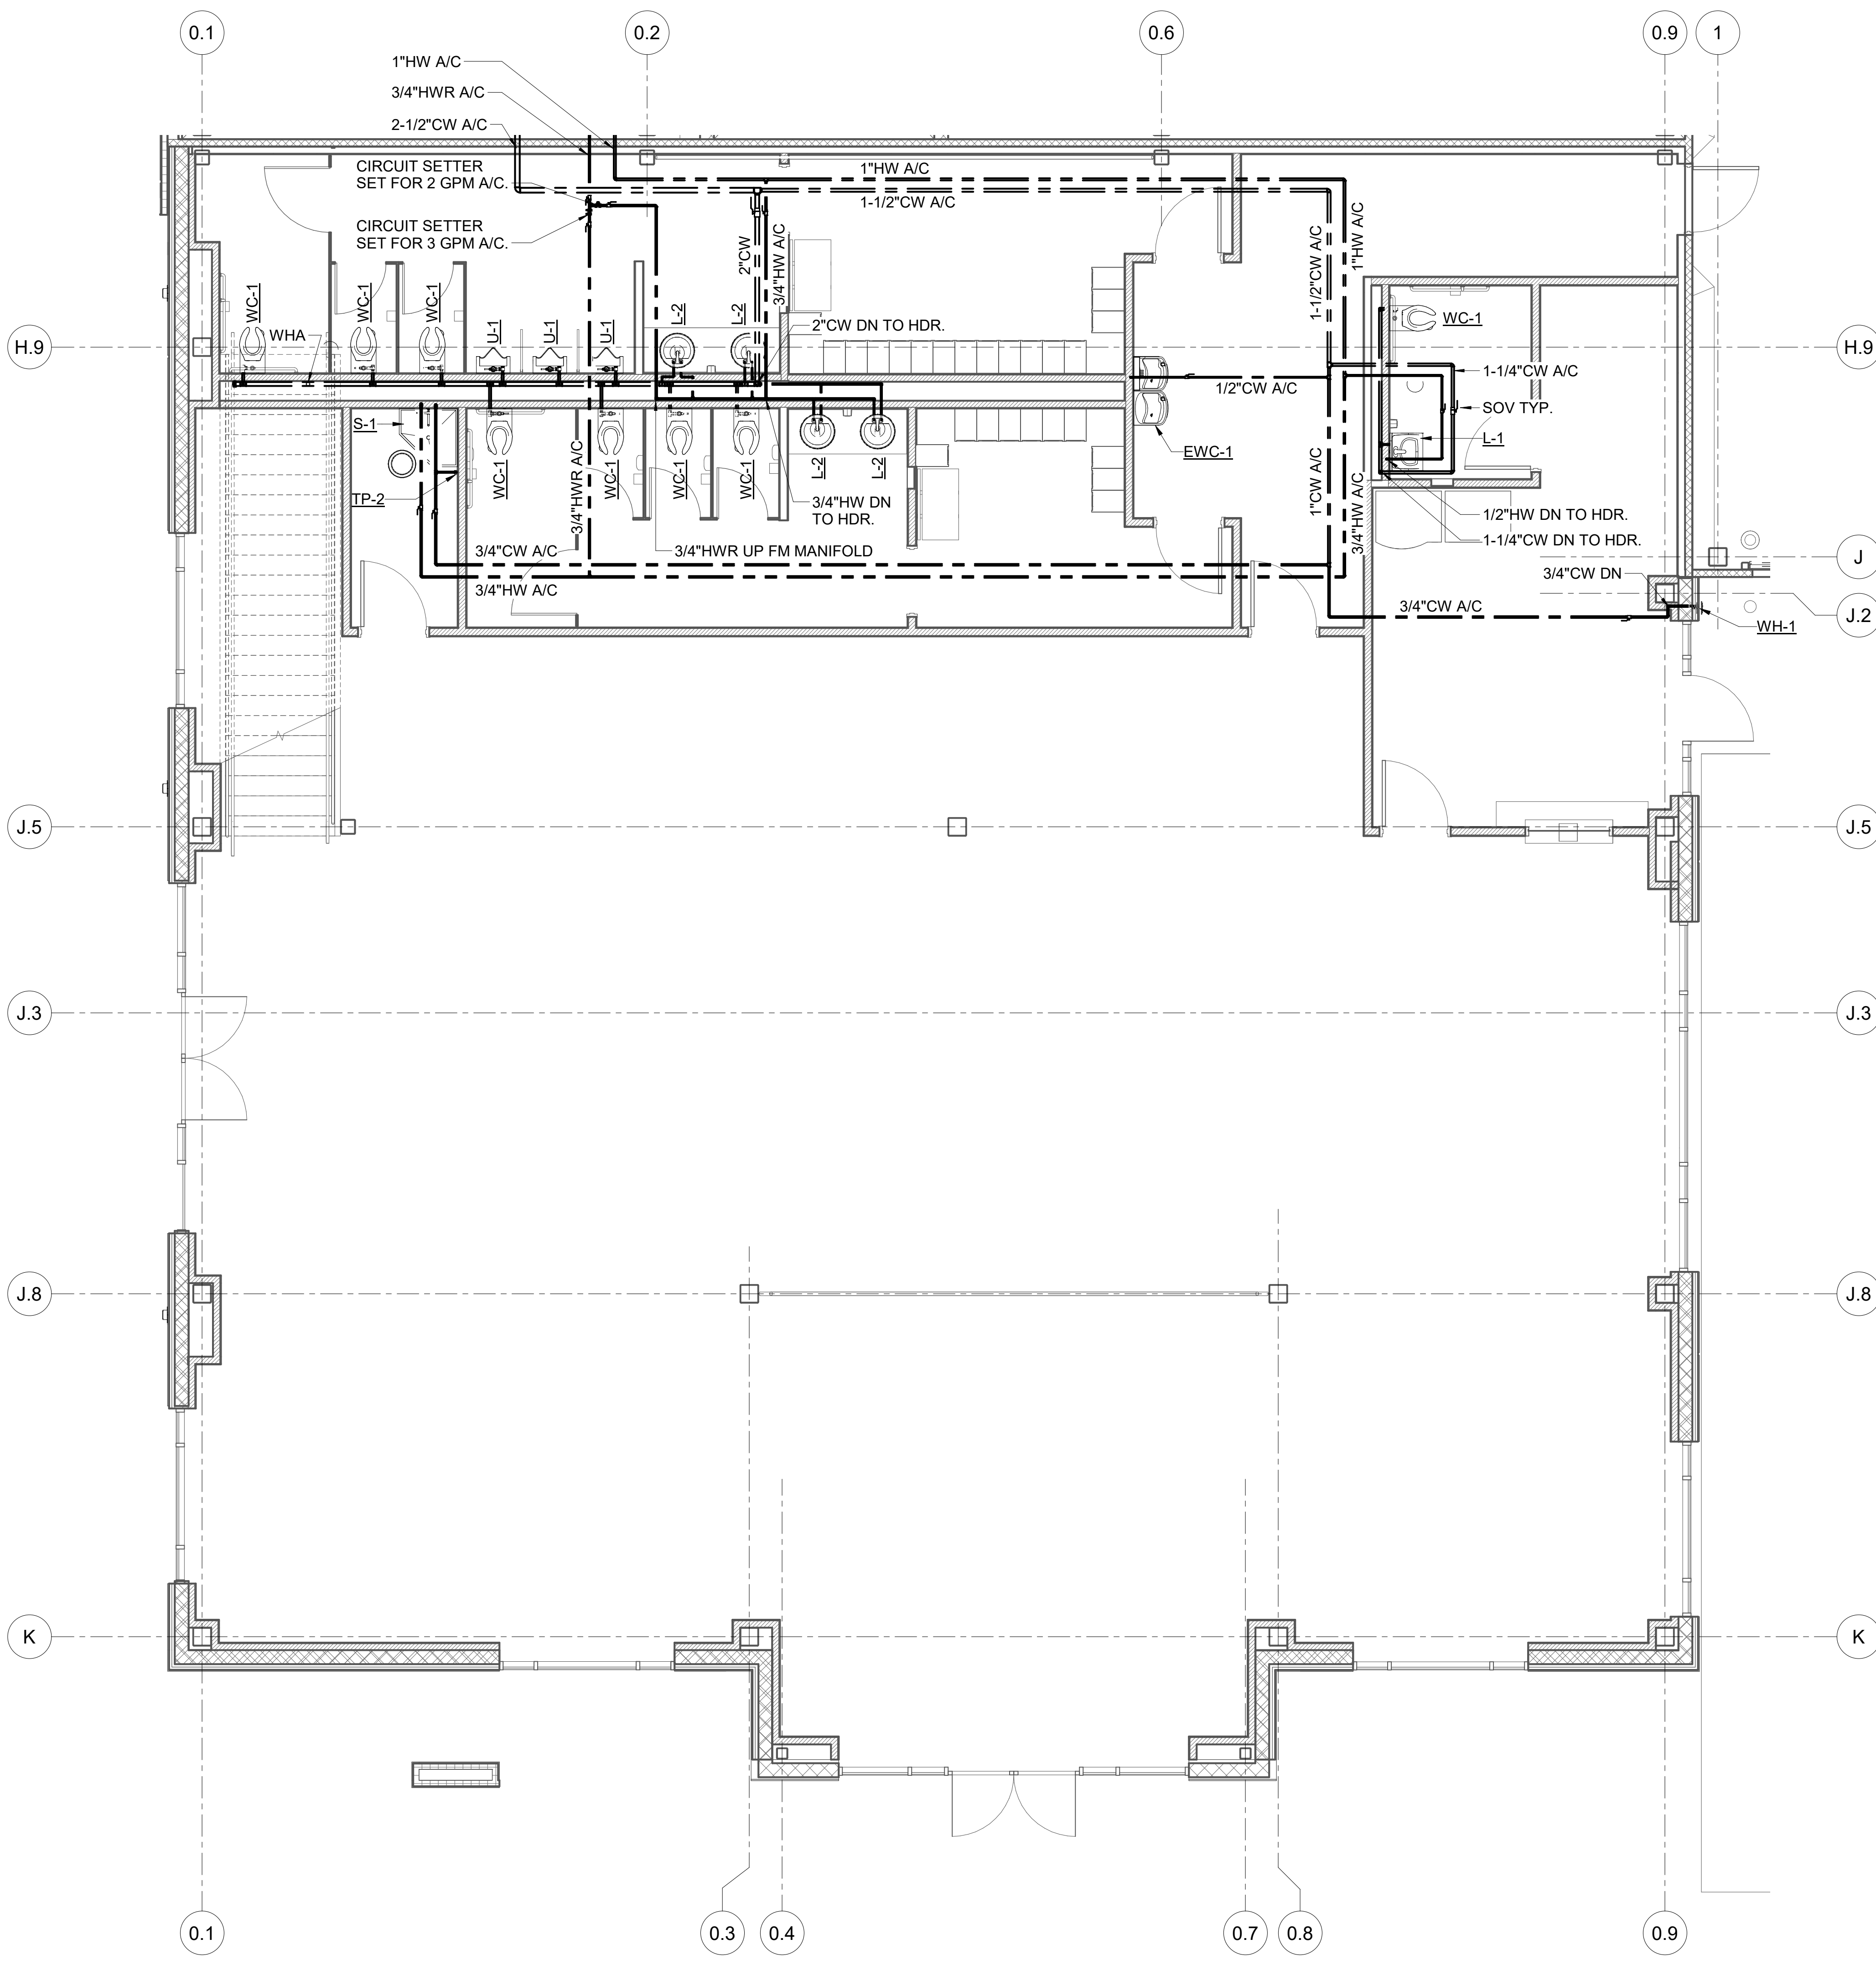 0.1
0.2
0.6
0.9
1
1"HW A/C
3/4"HWR A/C
2-1/2"CW A/C
CIRCUIT SETTER
SET FOR 2 GPM A/C.
CIRCUIT SETTER
SET FOR 3 GPM A/C.
1"HW A/C
1-1/2"CW A/C
2"CW
3/4"HW A/C
1-1/2"CW A/C
1"HW A/C
WC-1
WC-1
WC-1
U-1
U-1
U-1
L-2
L-2
WHA
2"CW DN TO HDR.
WC-1
H.9
H.9
1/2"CW A/C
1-1/4"CW A/C
SOV TYP.
L-1
S-1
EWC-1
TP-2
WC-1
3/4"HWR A/C
WC-1
WC-1
WC-1
L-2
L-2
3/4"HW DN
TO HDR.
1"CW A/C
3/4"HW A/C
1/2"HW DN TO HDR.
1-1/4"CW DN TO HDR.
3/4"CW A/C
3/4"HWR UP FM MANIFOLD
J
3/4"HW A/C
3/4"CW DN
3/4"CW A/C
J.2
WH-1
J.5
J.5
J.3
J.3
J.8
J.8
K
K
0.1
0.3
0.4
0.7
0.8
0.9